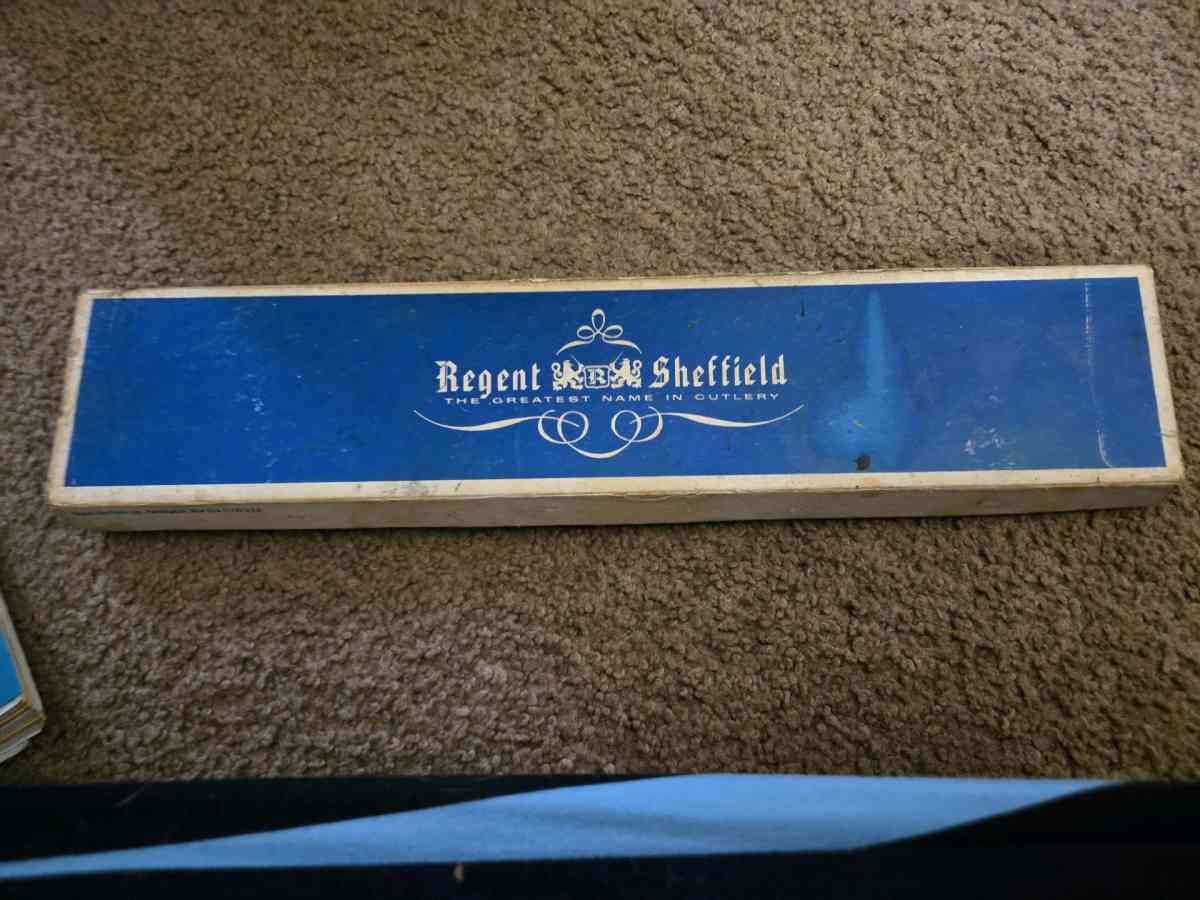 Regent R Sheffield
THE GREATEST NAME IN CUTLERY